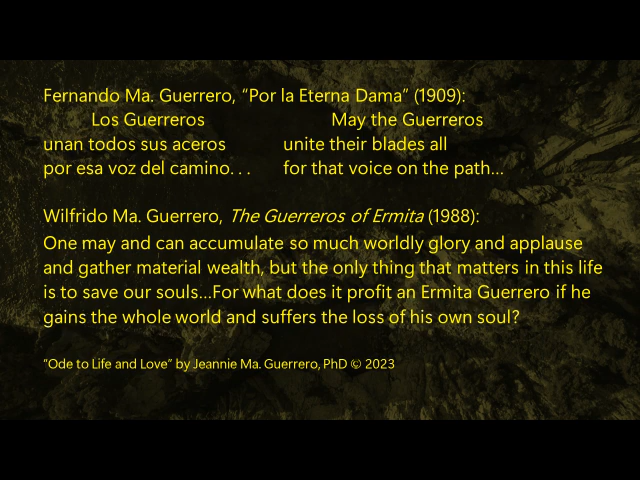 Fernando Ma. Guerrero, “Por la Eterna Dama” (1909):
Los Guerreros May the Guerreros
unan todos sus aceros unite their blades all
por esa voz del camino. . . for that voice on the path...
Wilfrido Ma. Guerrero, The Guerreros of Ermita (1988):
One may and can accumulate so much worldly glory and applause
and gather material wealth, but the only thing that matters in this life
is to save our souls...For what does it profit an Ermita Guerrero if he
gains the whole world and suffers the loss of his own soul?
“Ode to Life and Love” by Jeannie Ma. Guerrero, PhD © 2023